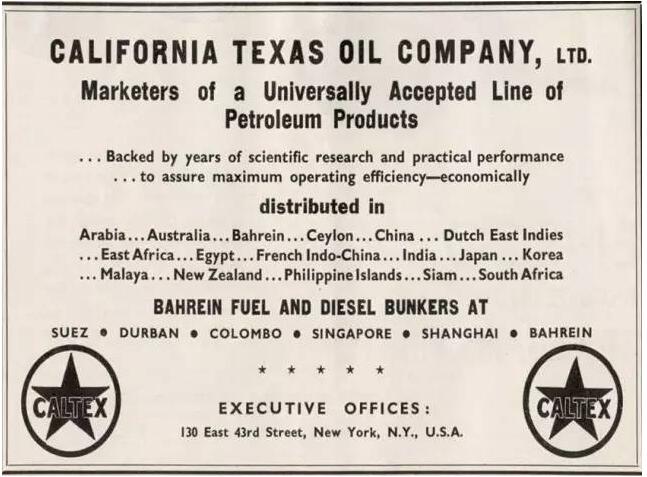 CALIFORNIA TEXAS OIL COMPANY, LTD.
Marketers of a Universally Accepted Line of
Petroleum Products
... Backed by years of scientific research and practical performance
... to assure maximum operating efficiency—economically
distributed in
Arabia...Australia...Bahrein...Ceylon...China ... Dutch East Indies
...East Africa...Egypt...French Indo-China...India...Japan ... Korea
... Malaya... New Zealand...Philippine Islands...Siam...South Africa
BAHREIN FUEL AND DIESEL BUNKERS AT
SUEZ ● DURBAN ● COLOMBO ● SINGAPORE ● SHANGHAI ● BAHREIN
★ ★ ★ ★ ★
CALTEX
EXECUTIVE OFFICES:
CALTEX
130 East 43rd Street, New York, N.Y., U.S.A.